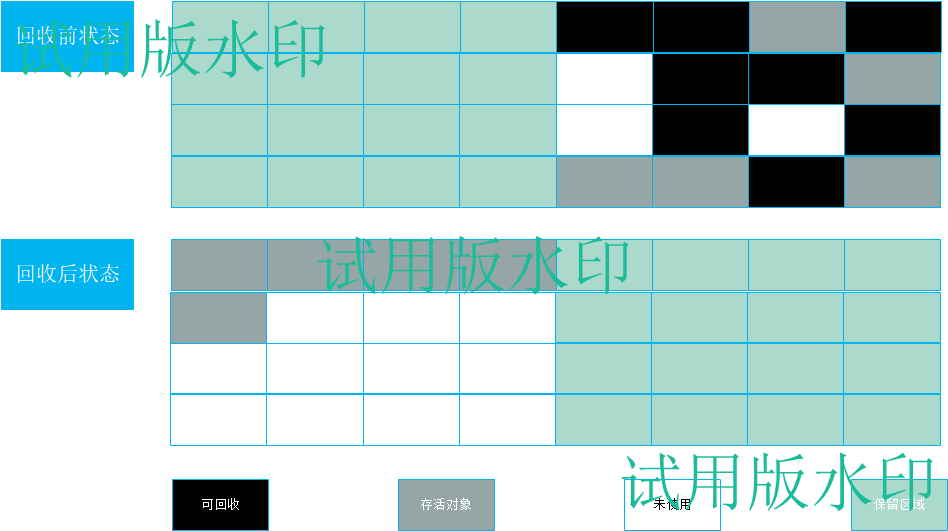 回收前状态
试用版水印
回收后状态
试用版水印
试用版水印
可回收
存活对象
未使用
保留区域